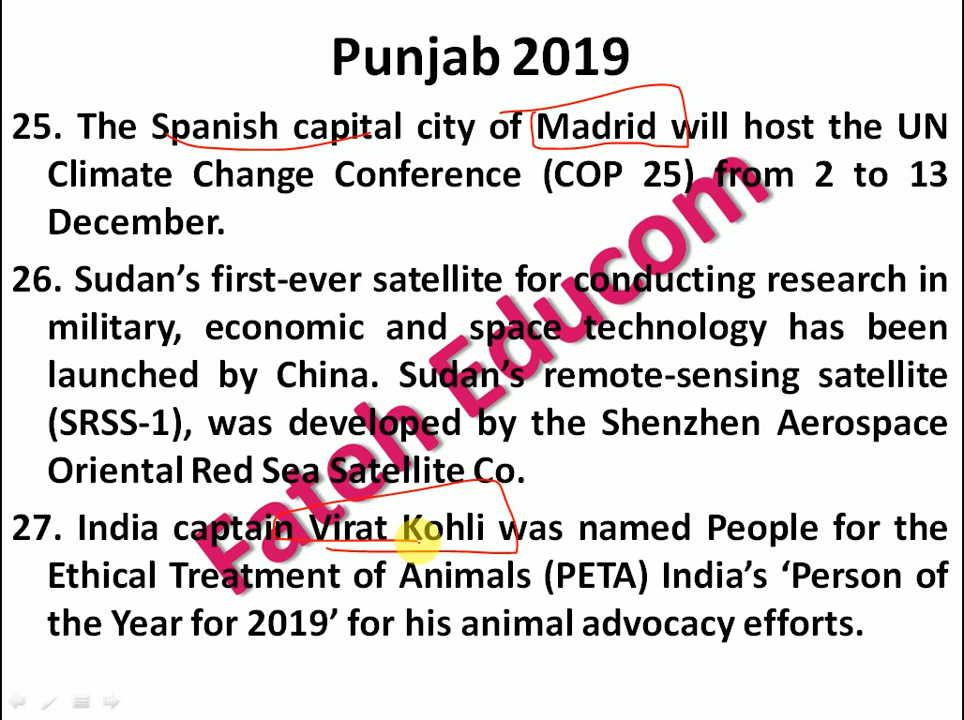 Punjab 2019
25. The Spanish capital city of Madrid will host the UN
Climate Change Conference (COP 25) from 2 to 13
December.
26. Sudan’s first-ever satellite for conducting research in
military, economic and space technology has been
launched by China. Sudan’s remote-sensing satellite
(SRSS-1), was developed by the Shenzhen Aerospace
Oriental Red Sea Satellite Co.
27. India captain Virat Kohli was named People for the
Ethical Treatment of Animals (PETA) India’s ‘Person of
the Year for 2019’ for his animal advocacy efforts.
Fateh Educom